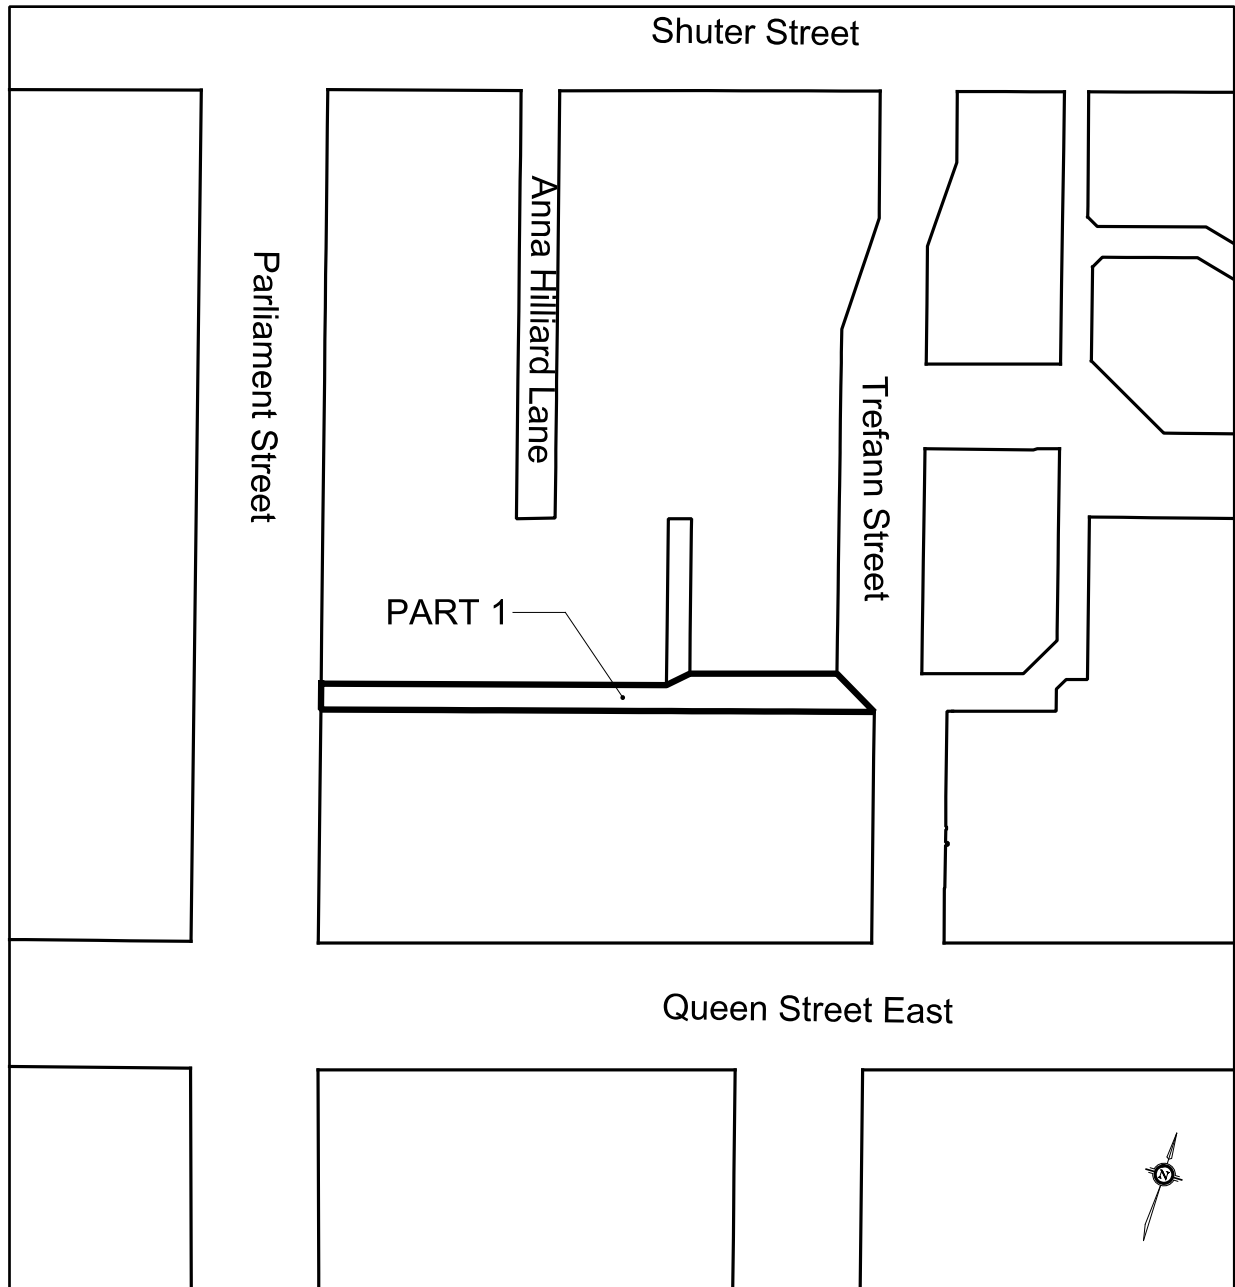 Shuter Street
Anna Hilliard Lane
Parliament Street
Trefann Street
PART 1
Queen Street East
N